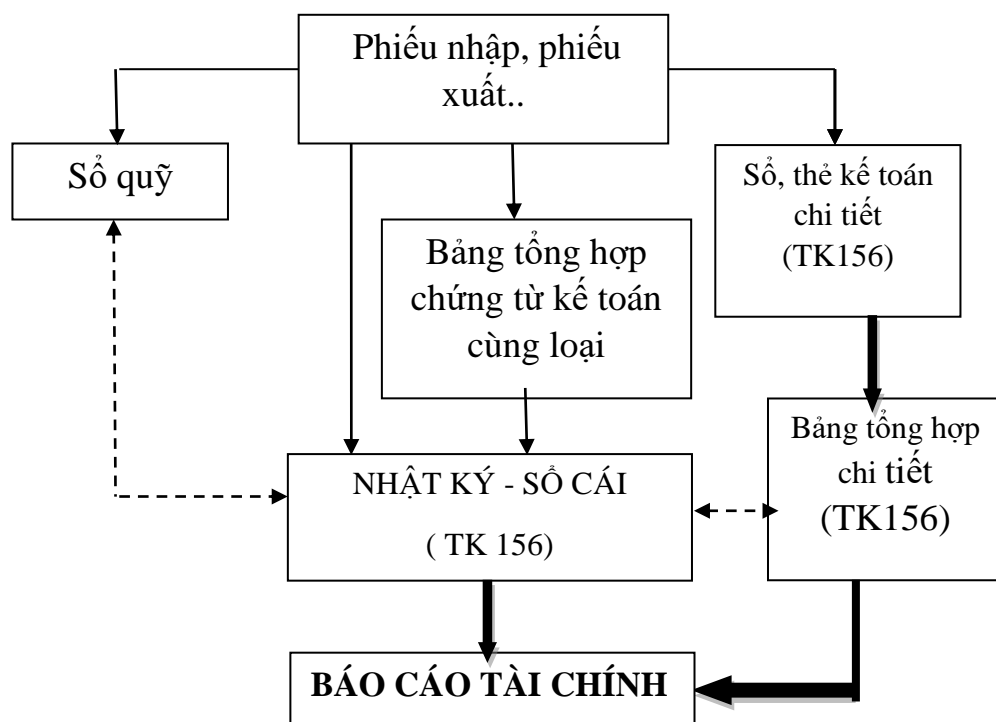 Phiếu nhập, phiếu
xuất..
Sổ quỹ
Sổ, thẻ kế toán
chi tiết
(TK156)
Bảng tổng hợp
chứng từ kế toán
cùng loại
Bảng tổng hợp
chi tiết
(TK156)
NHẬT KÝ - SỔ CÁI
( TK 156)
BÁO CÁO TÀI CHÍNH